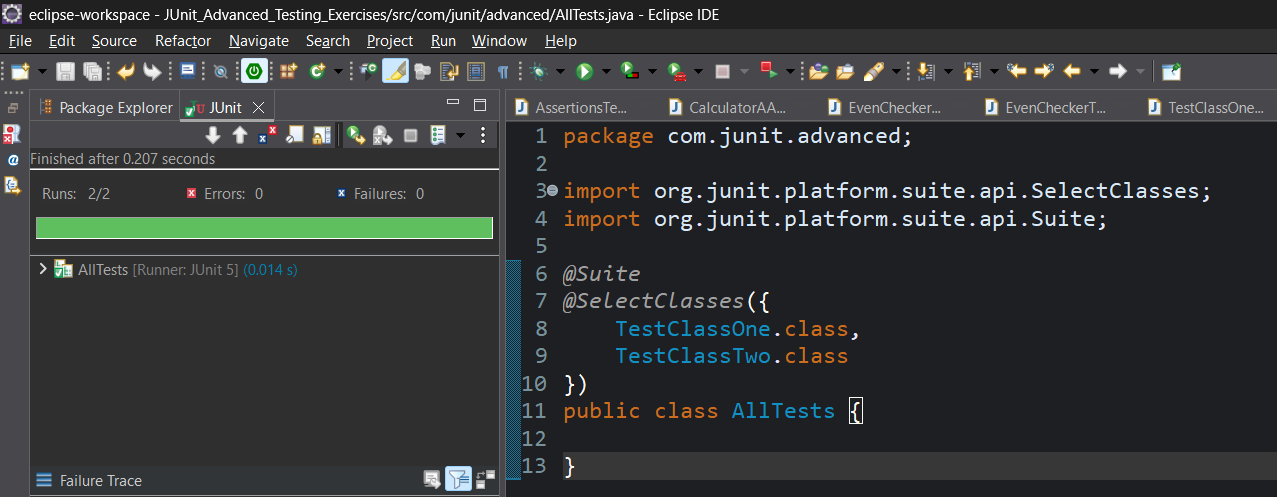 eclipse-workspace - JUnit_Advanced_Testing_Exercises/src/com/junit/advanced/AllTests.java - Eclipse IDE
File Edit Source Refactor Navigate Search Project Run Window Help
Package Explorer JUnit
Finished after 0.207 seconds
Runs: 2/2 Errors: 0 Failures: 0
AllTests [Runner: JUnit 5] (0.014 s)
Failure Trace
AssertionsTe... CalculatorAA... EvenChecker... EvenCheckerT... TestClassOne...
1 package com.junit.advanced;
2
3 import org.junit.platform.suite.api.SelectClasses;
4 import org.junit.platform.suite.api.Suite;
5
6 @Suite
7 @SelectClasses({
8     TestClassOne.class,
9     TestClassTwo.class
10 })
11 public class AllTests {
12
13 }